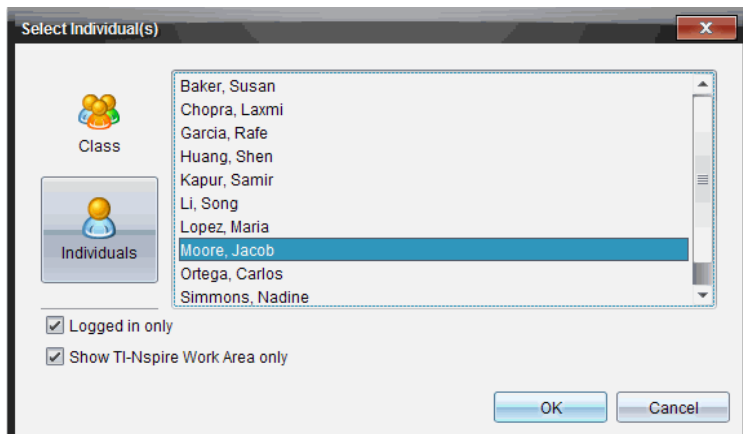 Select Individual(s)
Class
Individuals
Baker, Susan
Chopra, Laxmi
Garcia, Rafe
Huang, Shen
Kapur, Samir
Li, Song
Lopez, Maria
Moore, Jacob
Ortega, Carlos
Simmons, Nadine
Logged in only
Show TI-Nspire Work Area only
OK
Cancel